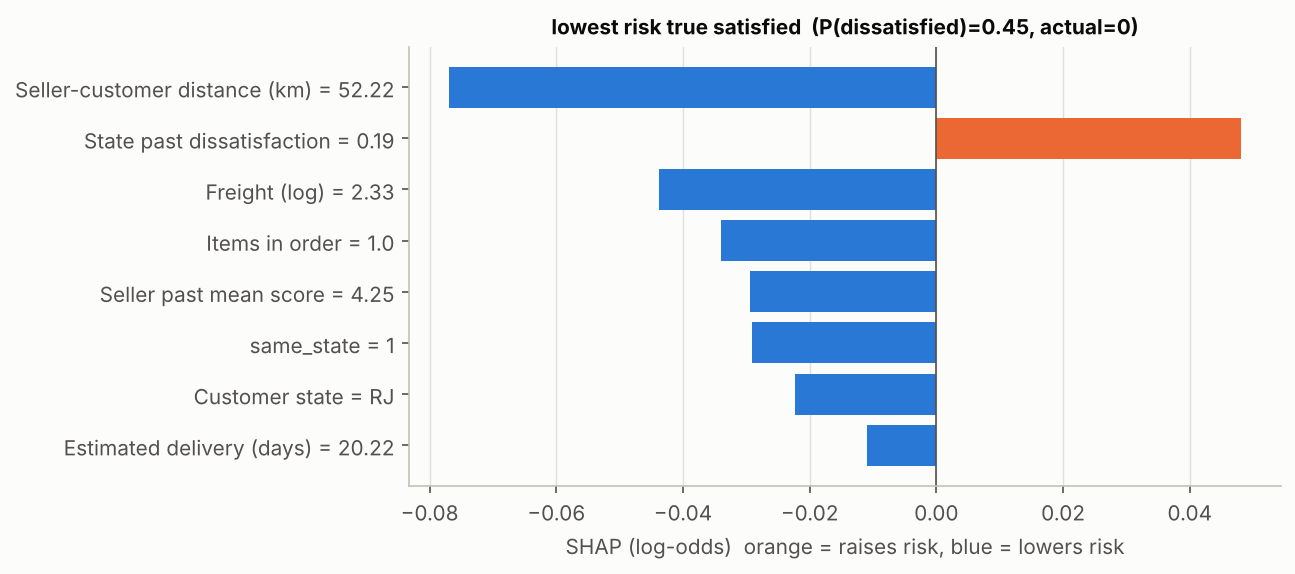 lowest risk true satisfied  (P(dissatisfied)=0.45, actual=0)
Seller-customer distance (km) = 52.22
State past dissatisfaction = 0.19
Freight (log) = 2.33
Items in order = 1.0
Seller past mean score = 4.25
same_state = 1
Customer state = RJ
Estimated delivery (days) = 20.22
−0.08 −0.06 −0.04 −0.02 0.00 0.02 0.04
SHAP (log-odds)  orange = raises risk, blue = lowers risk